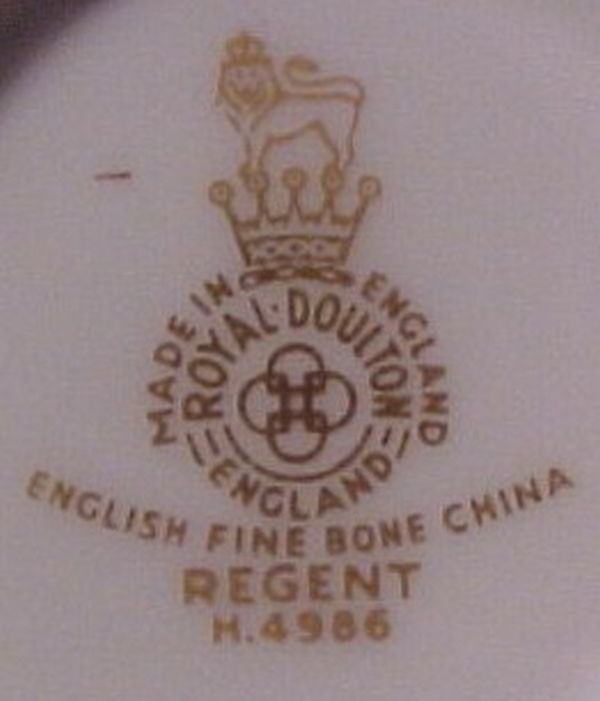 MADE IN ENGLAND
ROYAL·DOULTON
ENGLAND
ENGLISH FINE BONE CHINA
REGENT
H.4986